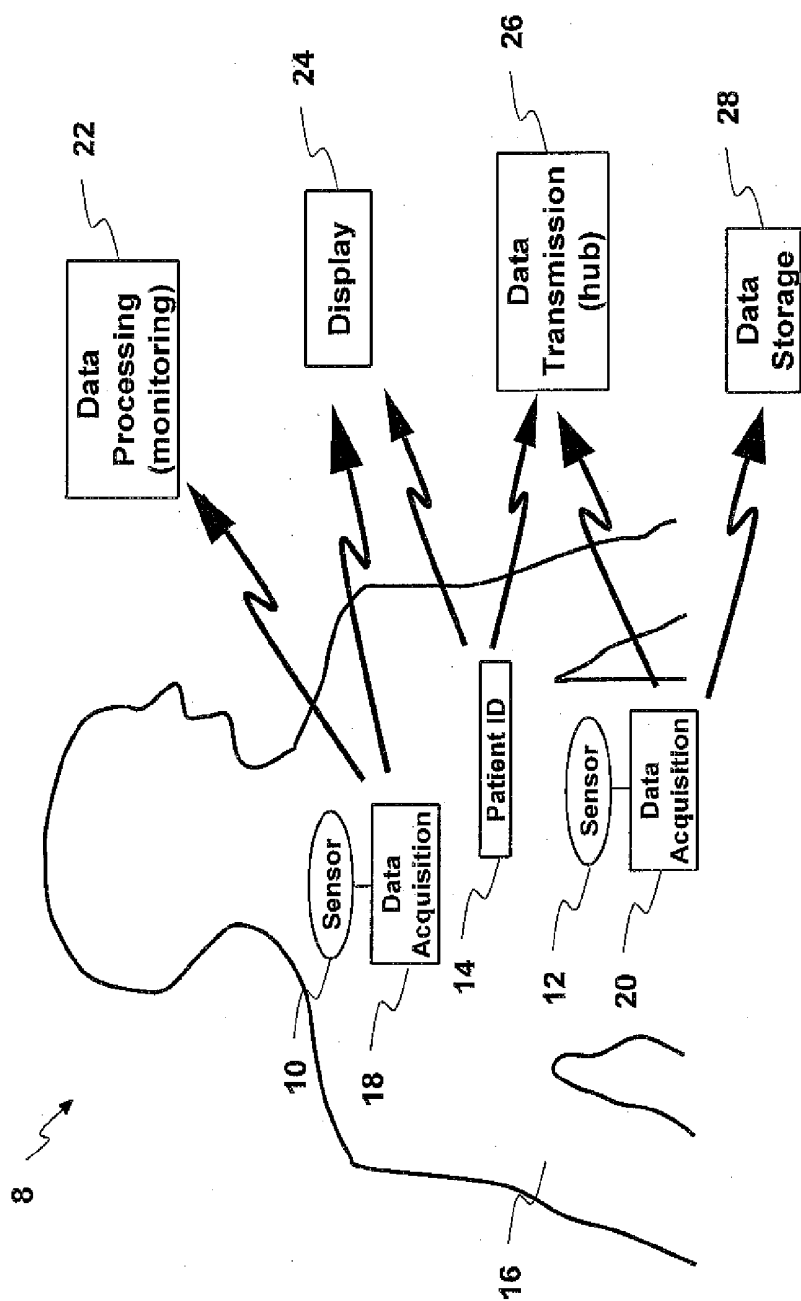 8
22
Data
Processing
(monitoring)
10
Sensor
24
Display
18
Data
Acquisition
14
Patient ID
26
Data
Transmission
(hub)
16
12
Sensor
20
Data
Acquisition
28
Data
Storage